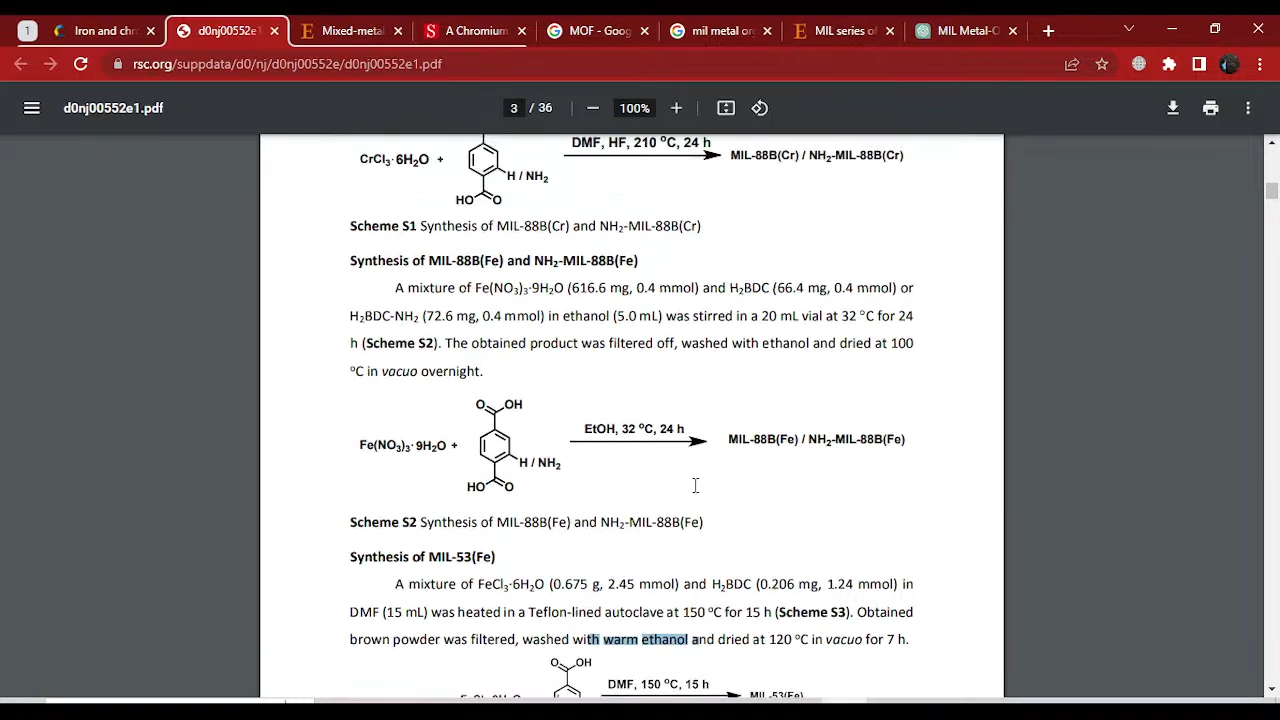 1
Iron and chr
d0nj00552e1
Mixed-metal
A Chromium
MOF - Goog
mil metal or
MIL series of
MIL Metal-O
rsc.org/suppdata/d0/nj/d0nj00552e/d0nj00552e1.pdf
d0nj00552e1.pdf
3 / 36
100%
DMF, HF, 210 °C, 24 h
CrCl3·6H2O +
MIL-88B(Cr) / NH2-MIL-88B(Cr)
H / NH2
HO
O
Scheme S1 Synthesis of MIL-88B(Cr) and NH2-MIL-88B(Cr)
Synthesis of MIL-88B(Fe) and NH2-MIL-88B(Fe)
A mixture of Fe(NO3)3·9H2O (616.6 mg, 0.4 mmol) and H2BDC (66.4 mg, 0.4 mmol) or
H2BDC-NH2 (72.6 mg, 0.4 mmol) in ethanol (5.0 mL) was stirred in a 20 mL vial at 32 °C for 24
h (Scheme S2). The obtained product was filtered off, washed with ethanol and dried at 100
°C in vacuo overnight.
O
OH
EtOH, 32 °C, 24 h
Fe(NO3)3·9H2O +
MIL-88B(Fe) / NH2-MIL-88B(Fe)
H / NH2
HO
O
Scheme S2 Synthesis of MIL-88B(Fe) and NH2-MIL-88B(Fe)
Synthesis of MIL-53(Fe)
A mixture of FeCl3·6H2O (0.675 g, 2.45 mmol) and H2BDC (0.206 mg, 1.24 mmol) in
DMF (15 mL) was heated in a Teflon-lined autoclave at 150 °C for 15 h (Scheme S3). Obtained
brown powder was filtered, washed with warm ethanol and dried at 120 °C in vacuo for 7 h.
O
OH
DMF, 150 °C, 15 h
MIL-53(Fe)